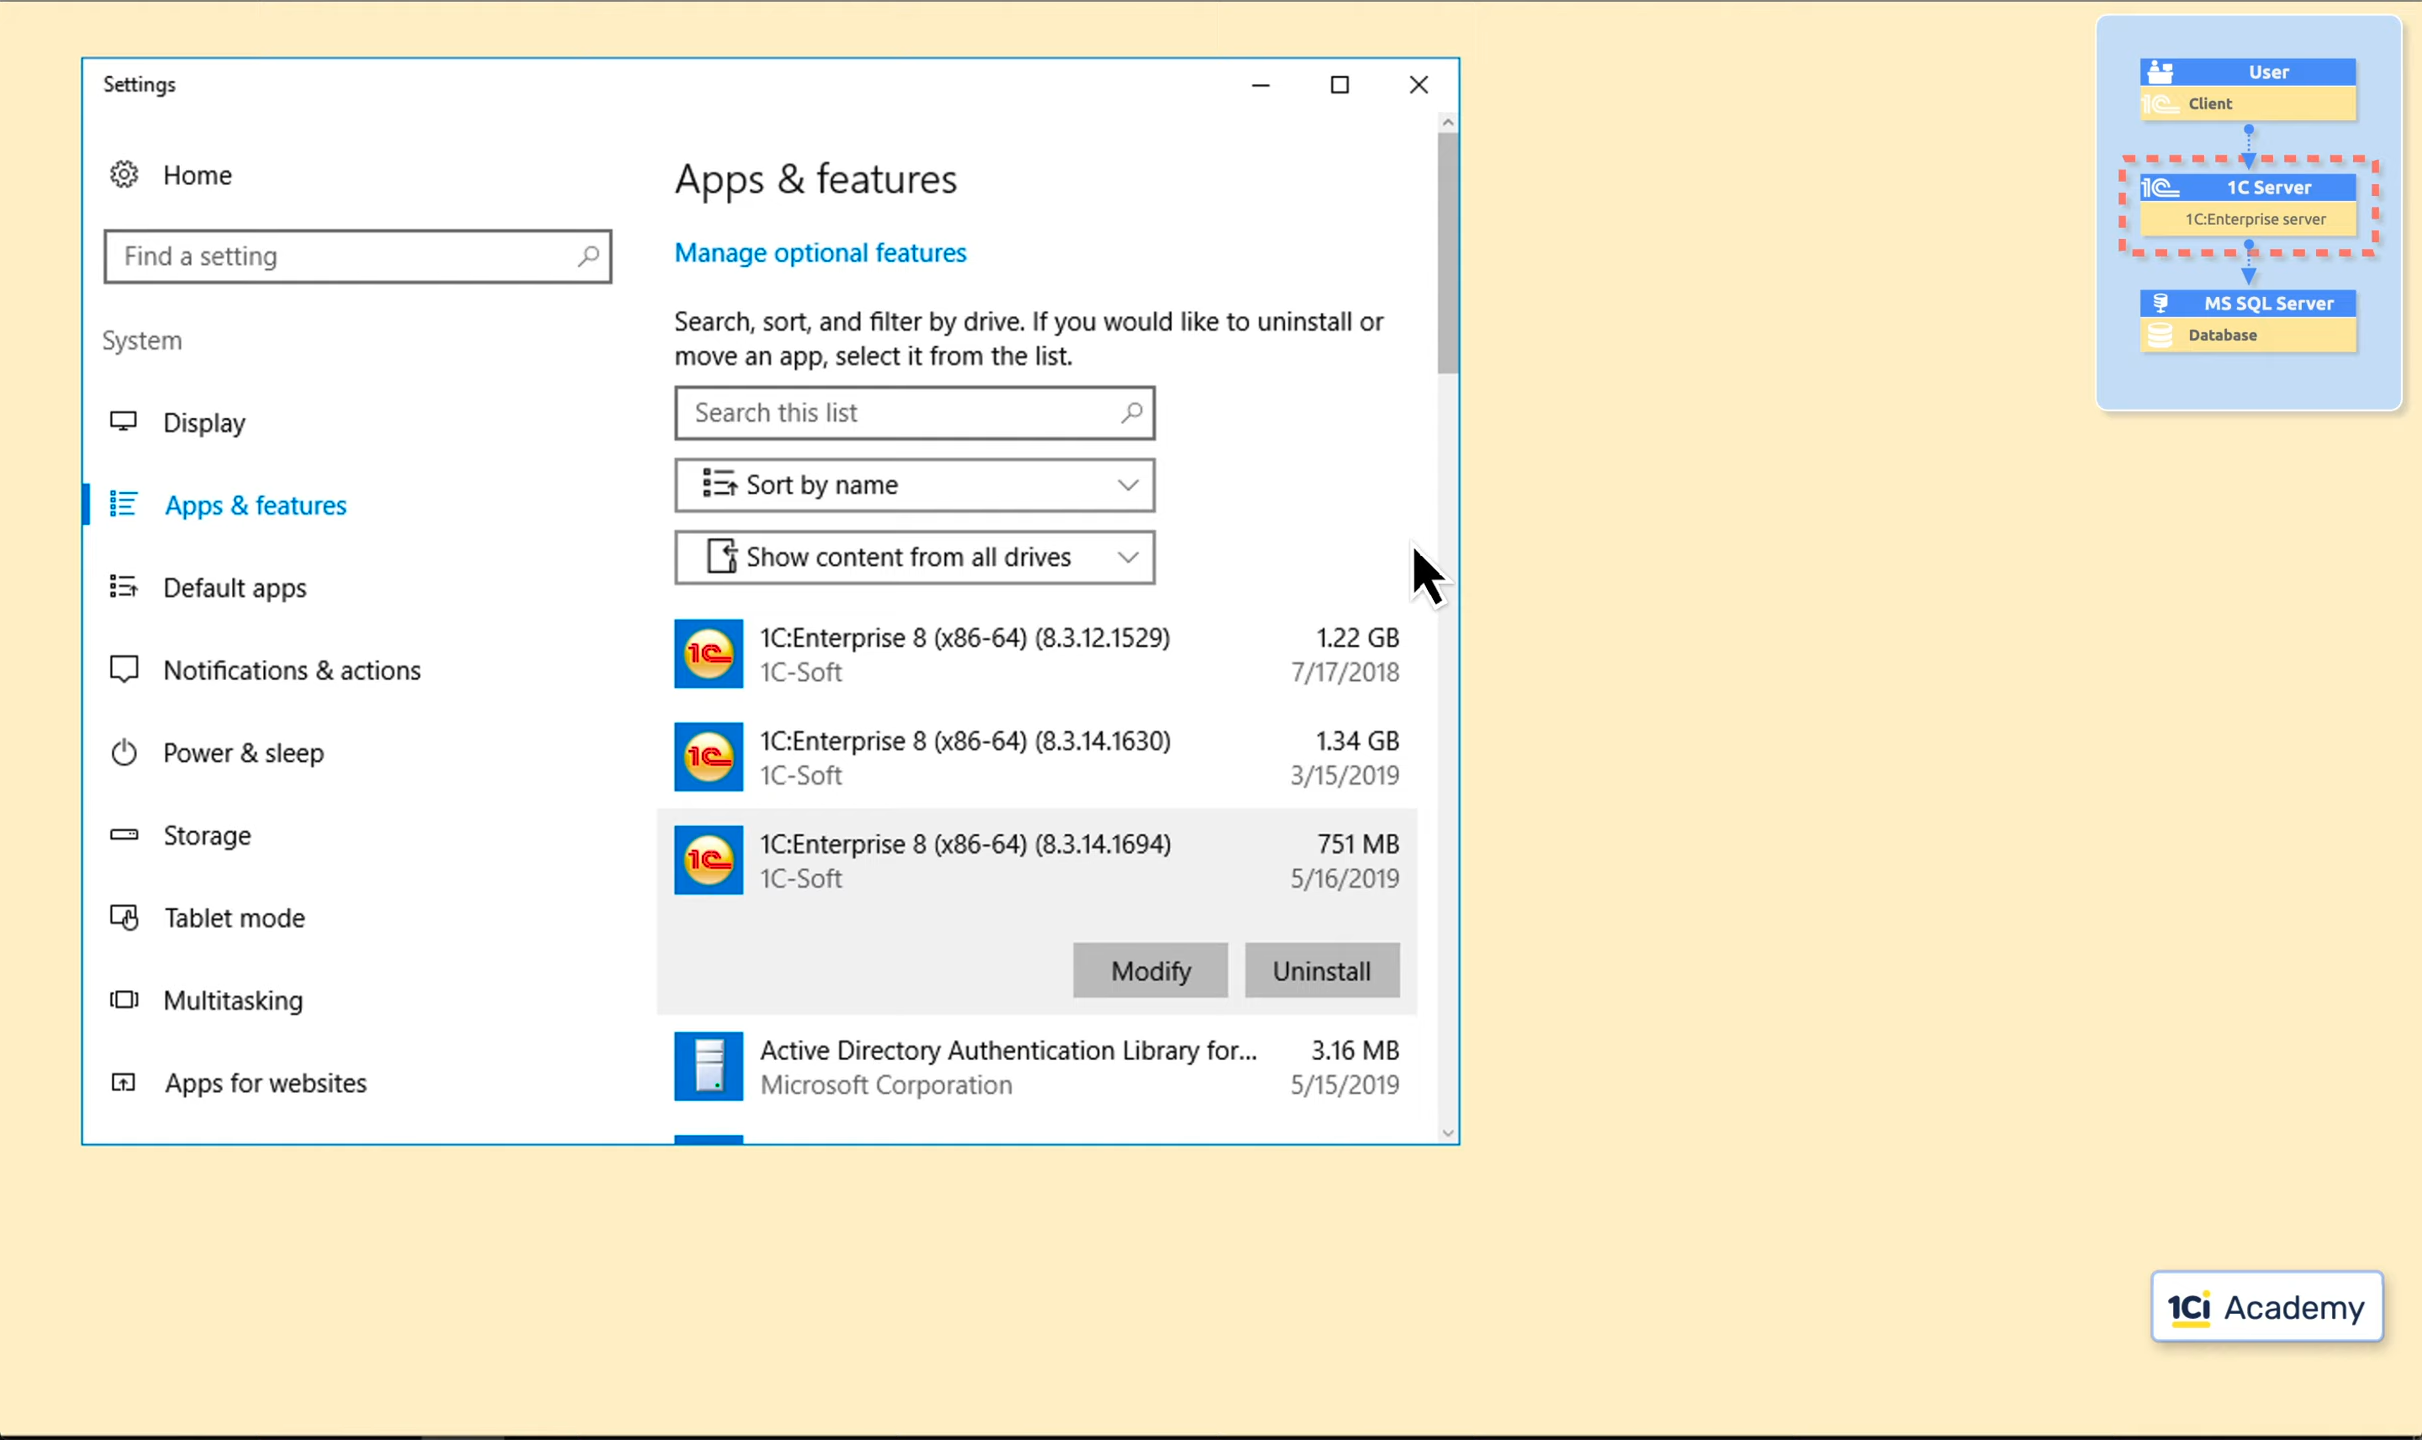 Settings
Home
Find a setting
System
Display
Apps & features
Default apps
Notifications & actions
Power & sleep
Storage
Tablet mode
Multitasking
Apps for websites
Apps & features
Manage optional features
Search, sort, and filter by drive. If you would like to uninstall or
move an app, select it from the list.
Search this list
Sort by name
Show content from all drives
1C:Enterprise 8 (x86-64) (8.3.12.1529) 1.22 GB
1C-Soft 7/17/2018
1C:Enterprise 8 (x86-64) (8.3.14.1630) 1.34 GB
1C-Soft 3/15/2019
1C:Enterprise 8 (x86-64) (8.3.14.1694) 751 MB
1C-Soft 5/16/2019
Modify Uninstall
Active Directory Authentication Library for... 3.16 MB
Microsoft Corporation 5/15/2019
User
1C Client
1C 1C Server
1C:Enterprise server
MS SQL Server
Database
1Ci Academy